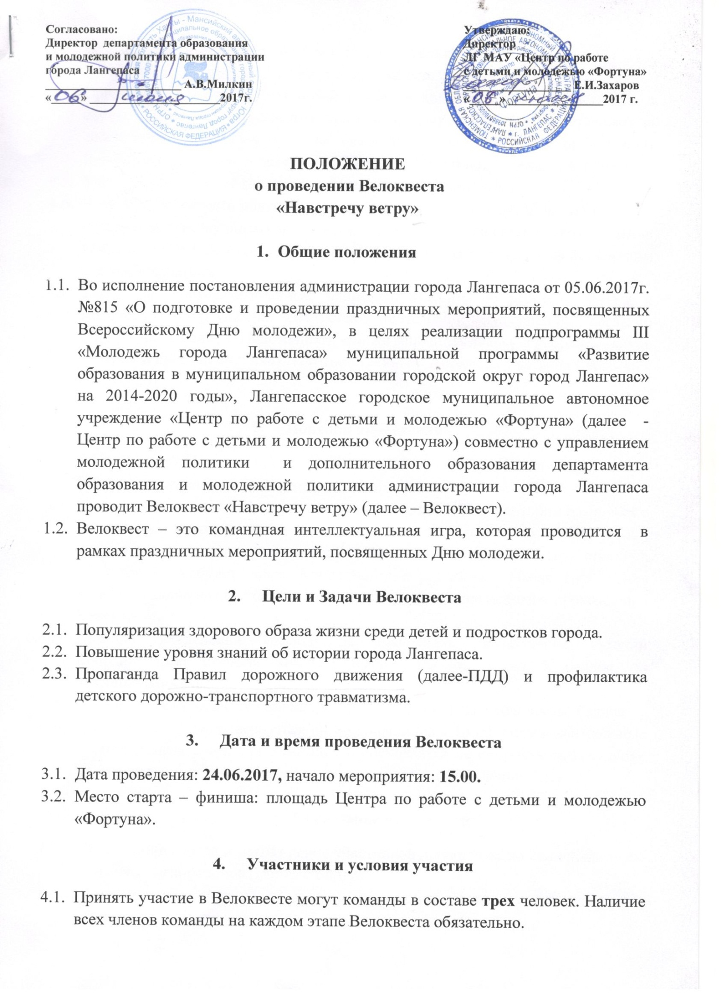 Согласовано:
Директор департамента образования
и молодежной политики администрации
города Лангепаса
______________________ А.В.Милкин
«06» июня 2017г.
Утверждаю:
Директор
ЛГ МАУ «Центр по работе
с детьми и молодежью «Фортуна»
Е.И.Захаров
«08» июня 2017 г.
ПОЛОЖЕНИЕ
о проведении Велоквеста
«Навстречу ветру»
1. Общие положения
1.1. Во исполнение постановления администрации города Лангепаса от 05.06.2017г.
№815 «О подготовке и проведении праздничных мероприятий, посвященных
Всероссийскому Дню молодежи», в целях реализации подпрограммы III
«Молодежь города Лангепаса» муниципальной программы «Развитие
образования в муниципальном образовании городской округ город Лангепас»
на 2014-2020 годы», Лангепасское городское муниципальное автономное
учреждение «Центр по работе с детьми и молодежью «Фортуна» (далее -
Центр по работе с детьми и молодежью «Фортуна») совместно с управлением
молодежной политики и дополнительного образования департамента
образования и молодежной политики администрации города Лангепаса
проводит Велоквест «Навстречу ветру» (далее – Велоквест).
1.2. Велоквест – это командная интеллектуальная игра, которая проводится в
рамках праздничных мероприятий, посвященных Дню молодежи.
2. Цели и Задачи Велоквеста
2.1. Популяризация здорового образа жизни среди детей и подростков города.
2.2. Повышение уровня знаний об истории города Лангепаса.
2.3. Пропаганда Правил дорожного движения (далее-ПДД) и профилактика
детского дорожно-транспортного травматизма.
3. Дата и время проведения Велоквеста
3.1. Дата проведения: 24.06.2017, начало мероприятия: 15.00.
3.2. Место старта – финиша: площадь Центра по работе с детьми и молодежью
«Фортуна».
4. Участники и условия участия
4.1. Принять участие в Велоквесте могут команды в составе трех человек. Наличие
всех членов команды на каждом этапе Велоквеста обязательно.